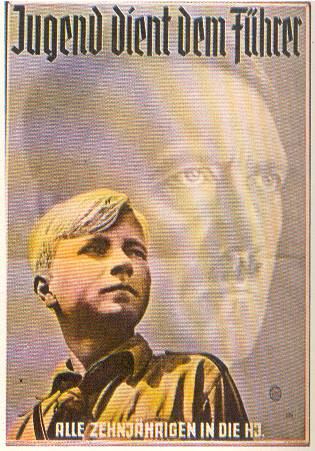 Jugend dient dem Führer
ALLE ZEHNJÄHRIGEN IN DIE HJ.